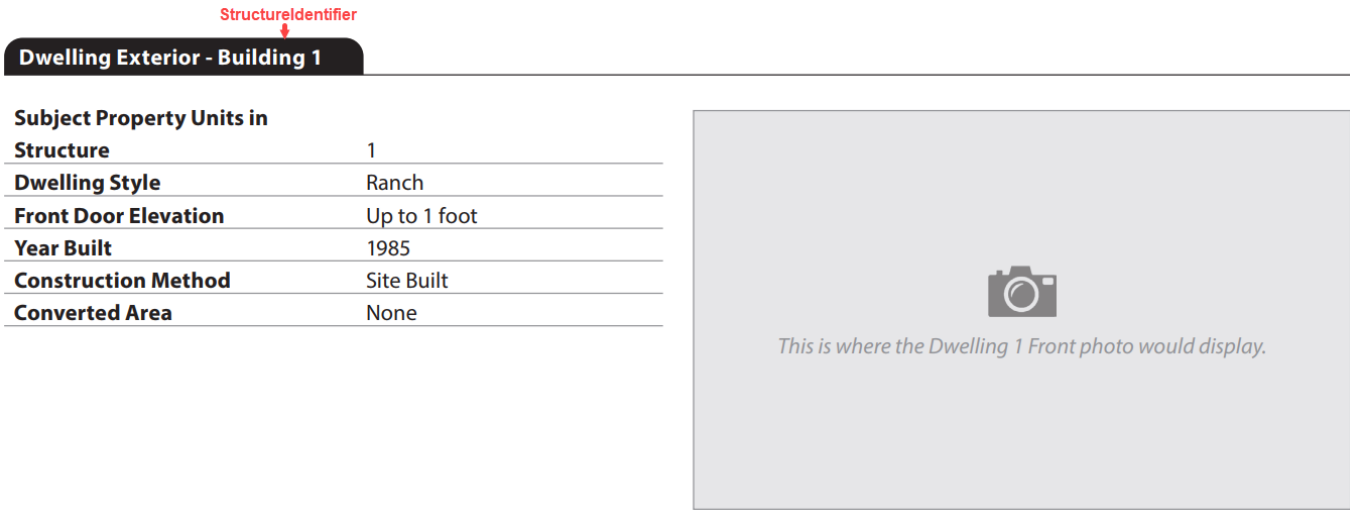 StructureIdentifier
Dwelling Exterior - Building 1
Subject Property Units in
Structure 1
Dwelling Style Ranch
Front Door Elevation Up to 1 foot
Year Built 1985
Construction Method Site Built
Converted Area None
This is where the Dwelling 1 Front photo would display.